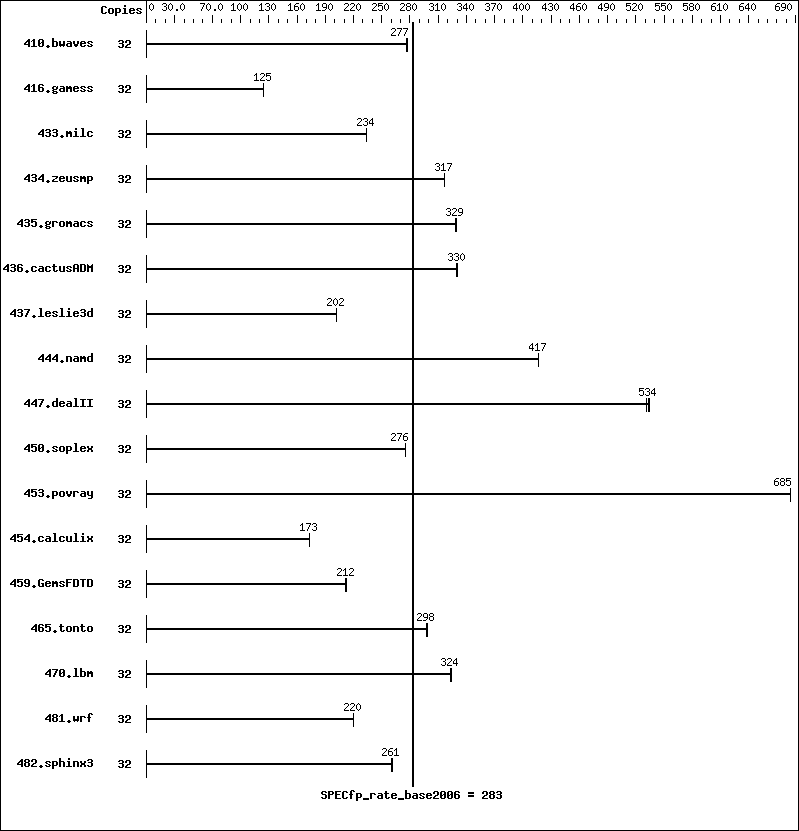 Copies 0 30.0 70.0 100 130 160 190 220 250 280 310 340 370 400 430 460 490 520 550 580 610 640 690
277
410.bwaves 32
125
416.gamess 32
234
433.milc 32
317
434.zeusmp 32
329
435.gromacs 32
330
436.cactusADM 32
202
437.leslie3d 32
417
444.namd 32
534
447.dealII 32
276
450.soplex 32
685
453.povray 32
173
454.calculix 32
212
459.GemsFDTD 32
298
465.tonto 32
324
470.lbm 32
220
481.wrf 32
261
482.sphinx3 32
SPECfp_rate_base2006 = 283